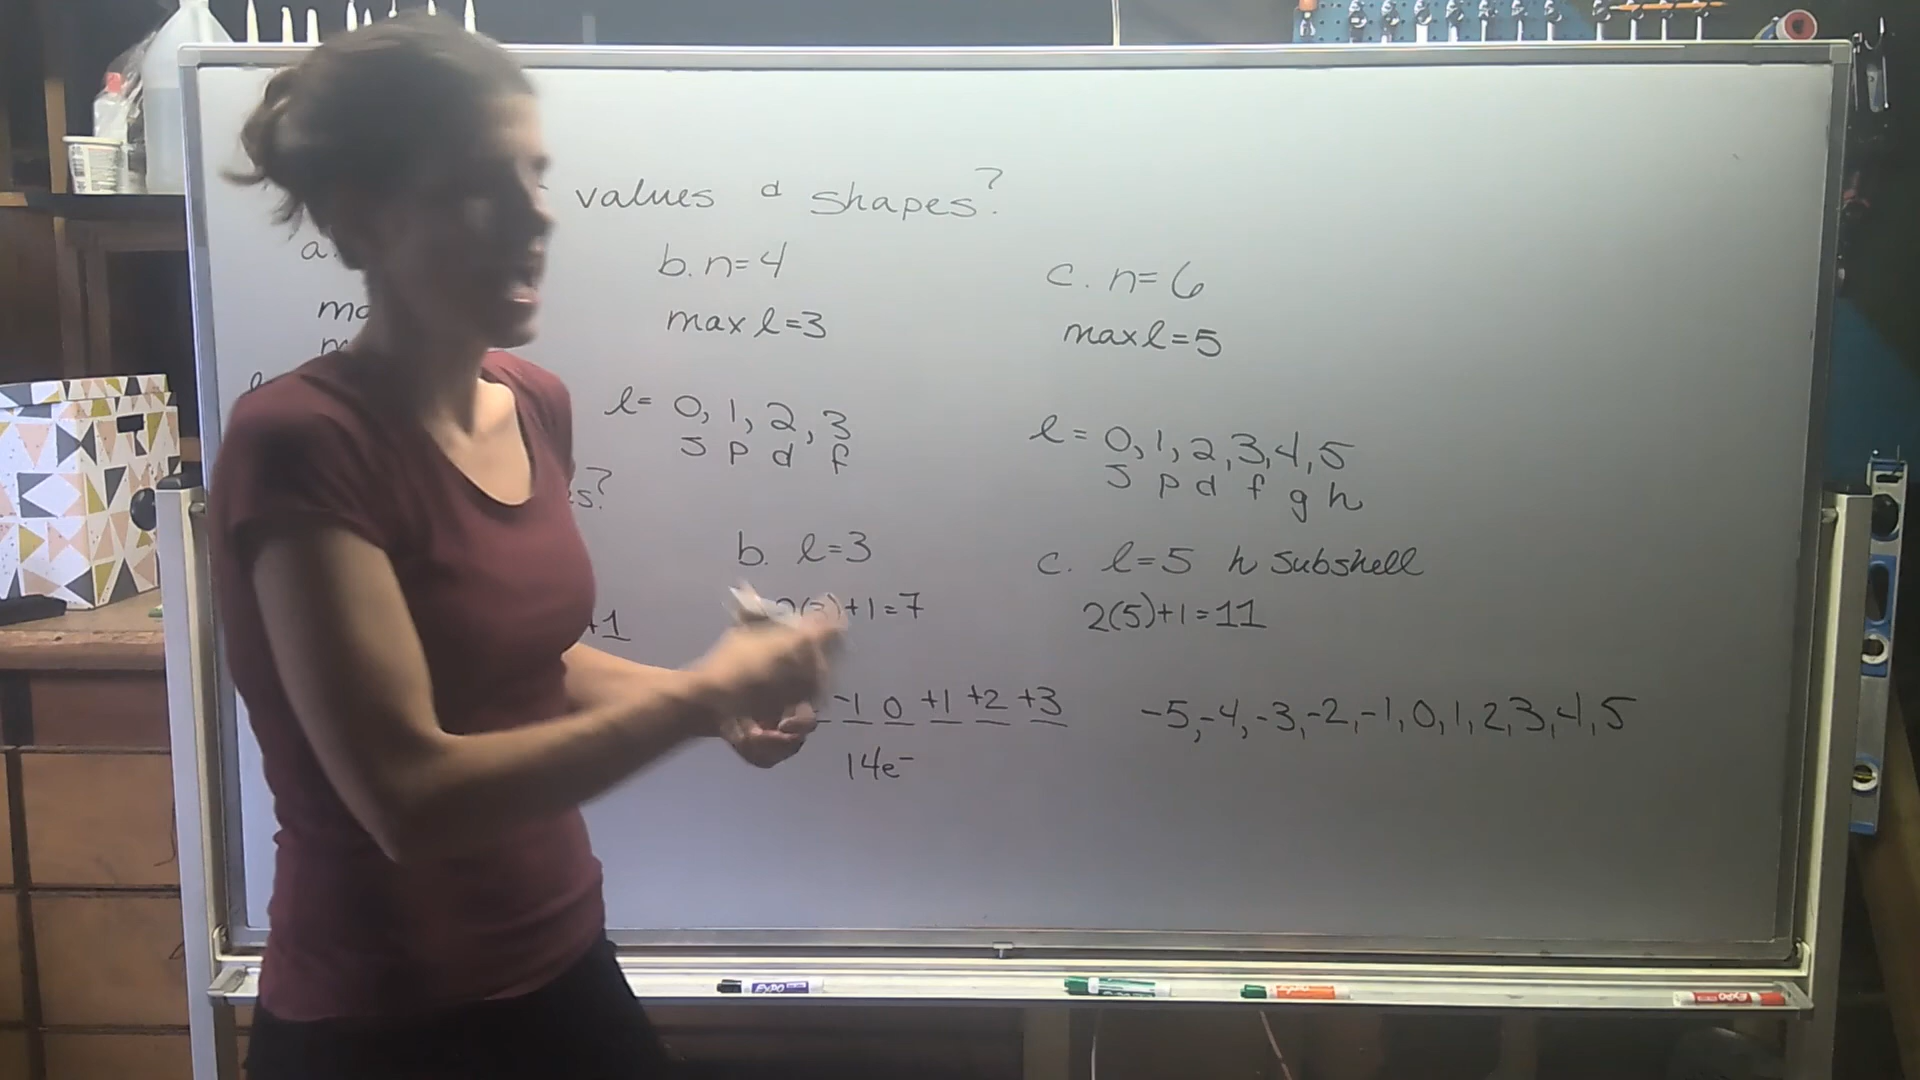 values & shapes?
a.
b. n=4
c. n=6
max l=3
max l=5
l= 0, 1, 2, 3
s p d f
l= 0, 1, 2, 3, 4, 5
s p d f g h
b. l=3
c. l=5 h subshell
2(3)+1=7
2(5)+1=11
+1
-1 0 +1 +2 +3
-5, -4, -3, -2, -1, 0, 1, 2, 3, 4, 5
14e⁻
EXPO